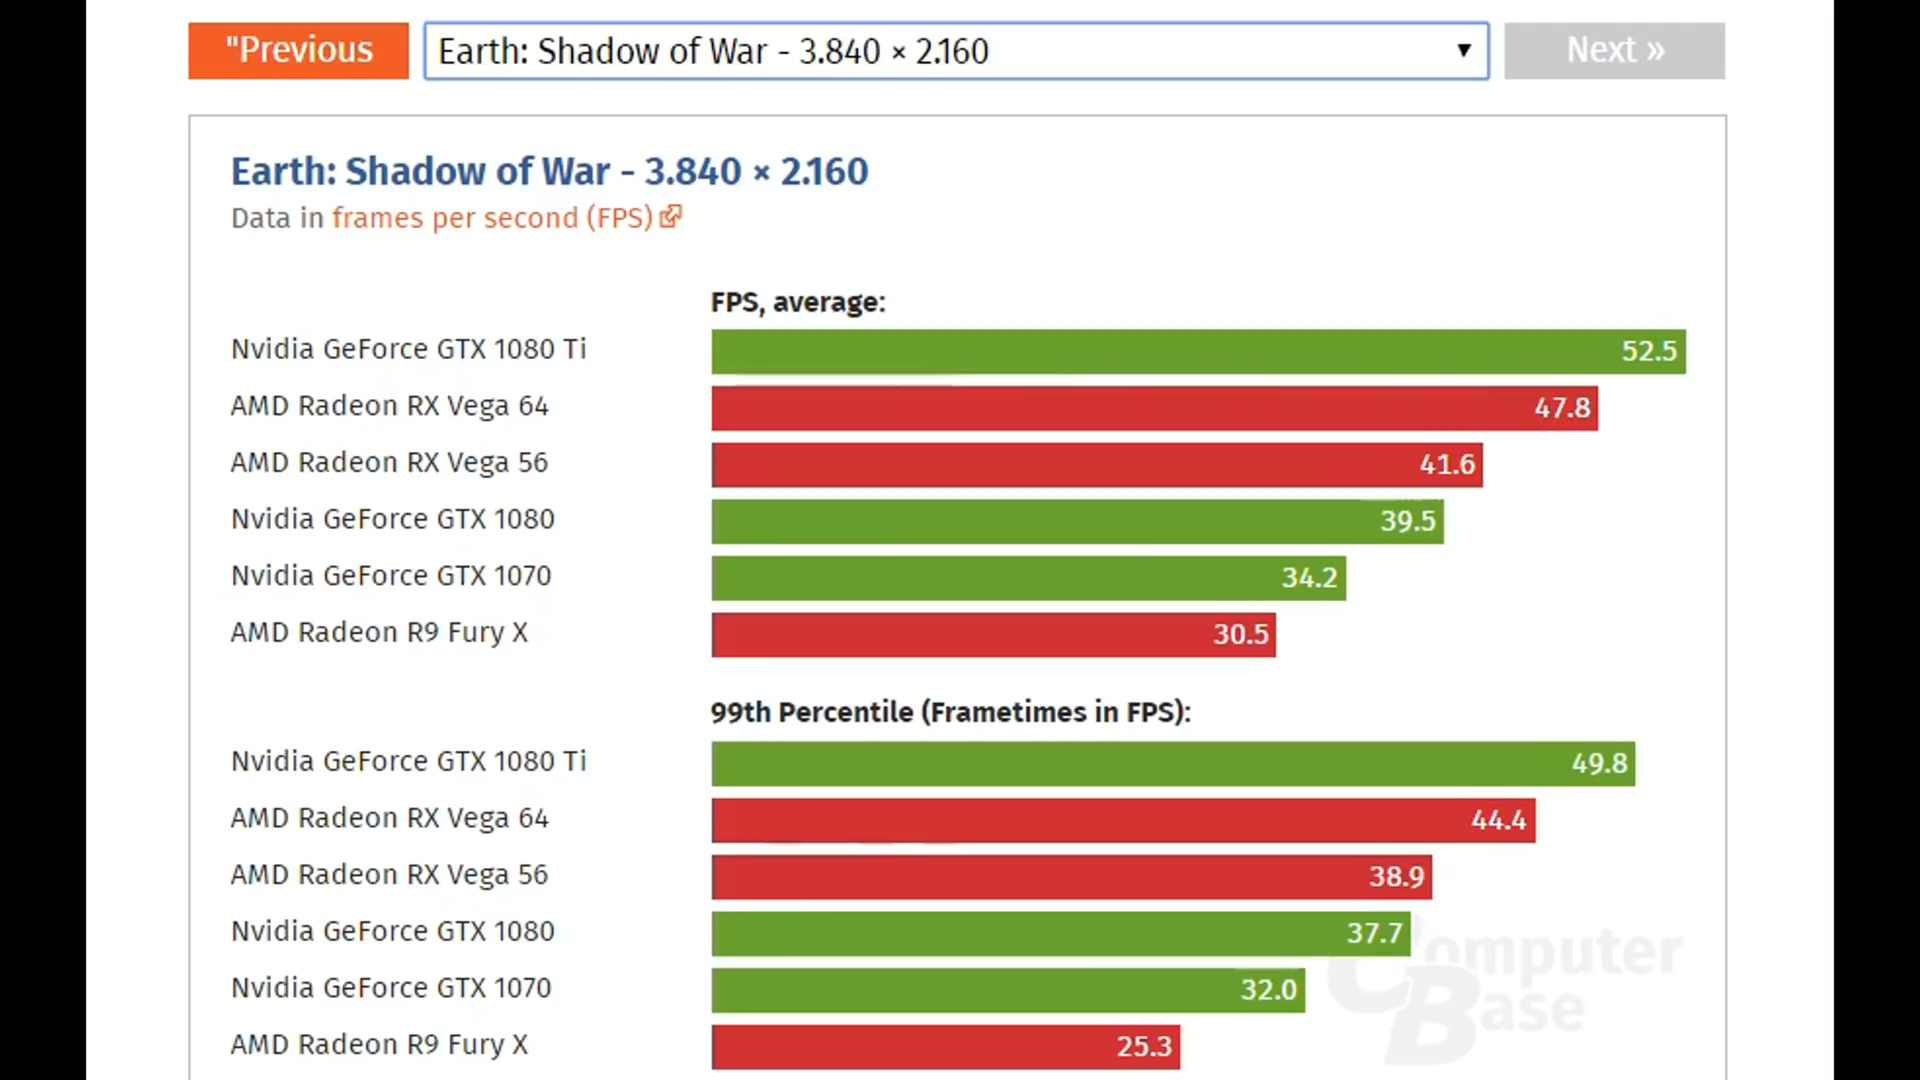 "Previous
Earth: Shadow of War - 3.840 × 2.160
Next »
Earth: Shadow of War - 3.840 × 2.160
Data in frames per second (FPS)
FPS, average:
Nvidia GeForce GTX 1080 Ti 52.5
AMD Radeon RX Vega 64 47.8
AMD Radeon RX Vega 56 41.6
Nvidia GeForce GTX 1080 39.5
Nvidia GeForce GTX 1070 34.2
AMD Radeon R9 Fury X 30.5
99th Percentile (Frametimes in FPS):
Nvidia GeForce GTX 1080 Ti 49.8
AMD Radeon RX Vega 64 44.4
AMD Radeon RX Vega 56 38.9
Nvidia GeForce GTX 1080 37.7
Nvidia GeForce GTX 1070 32.0
AMD Radeon R9 Fury X 25.3
Computer
Base